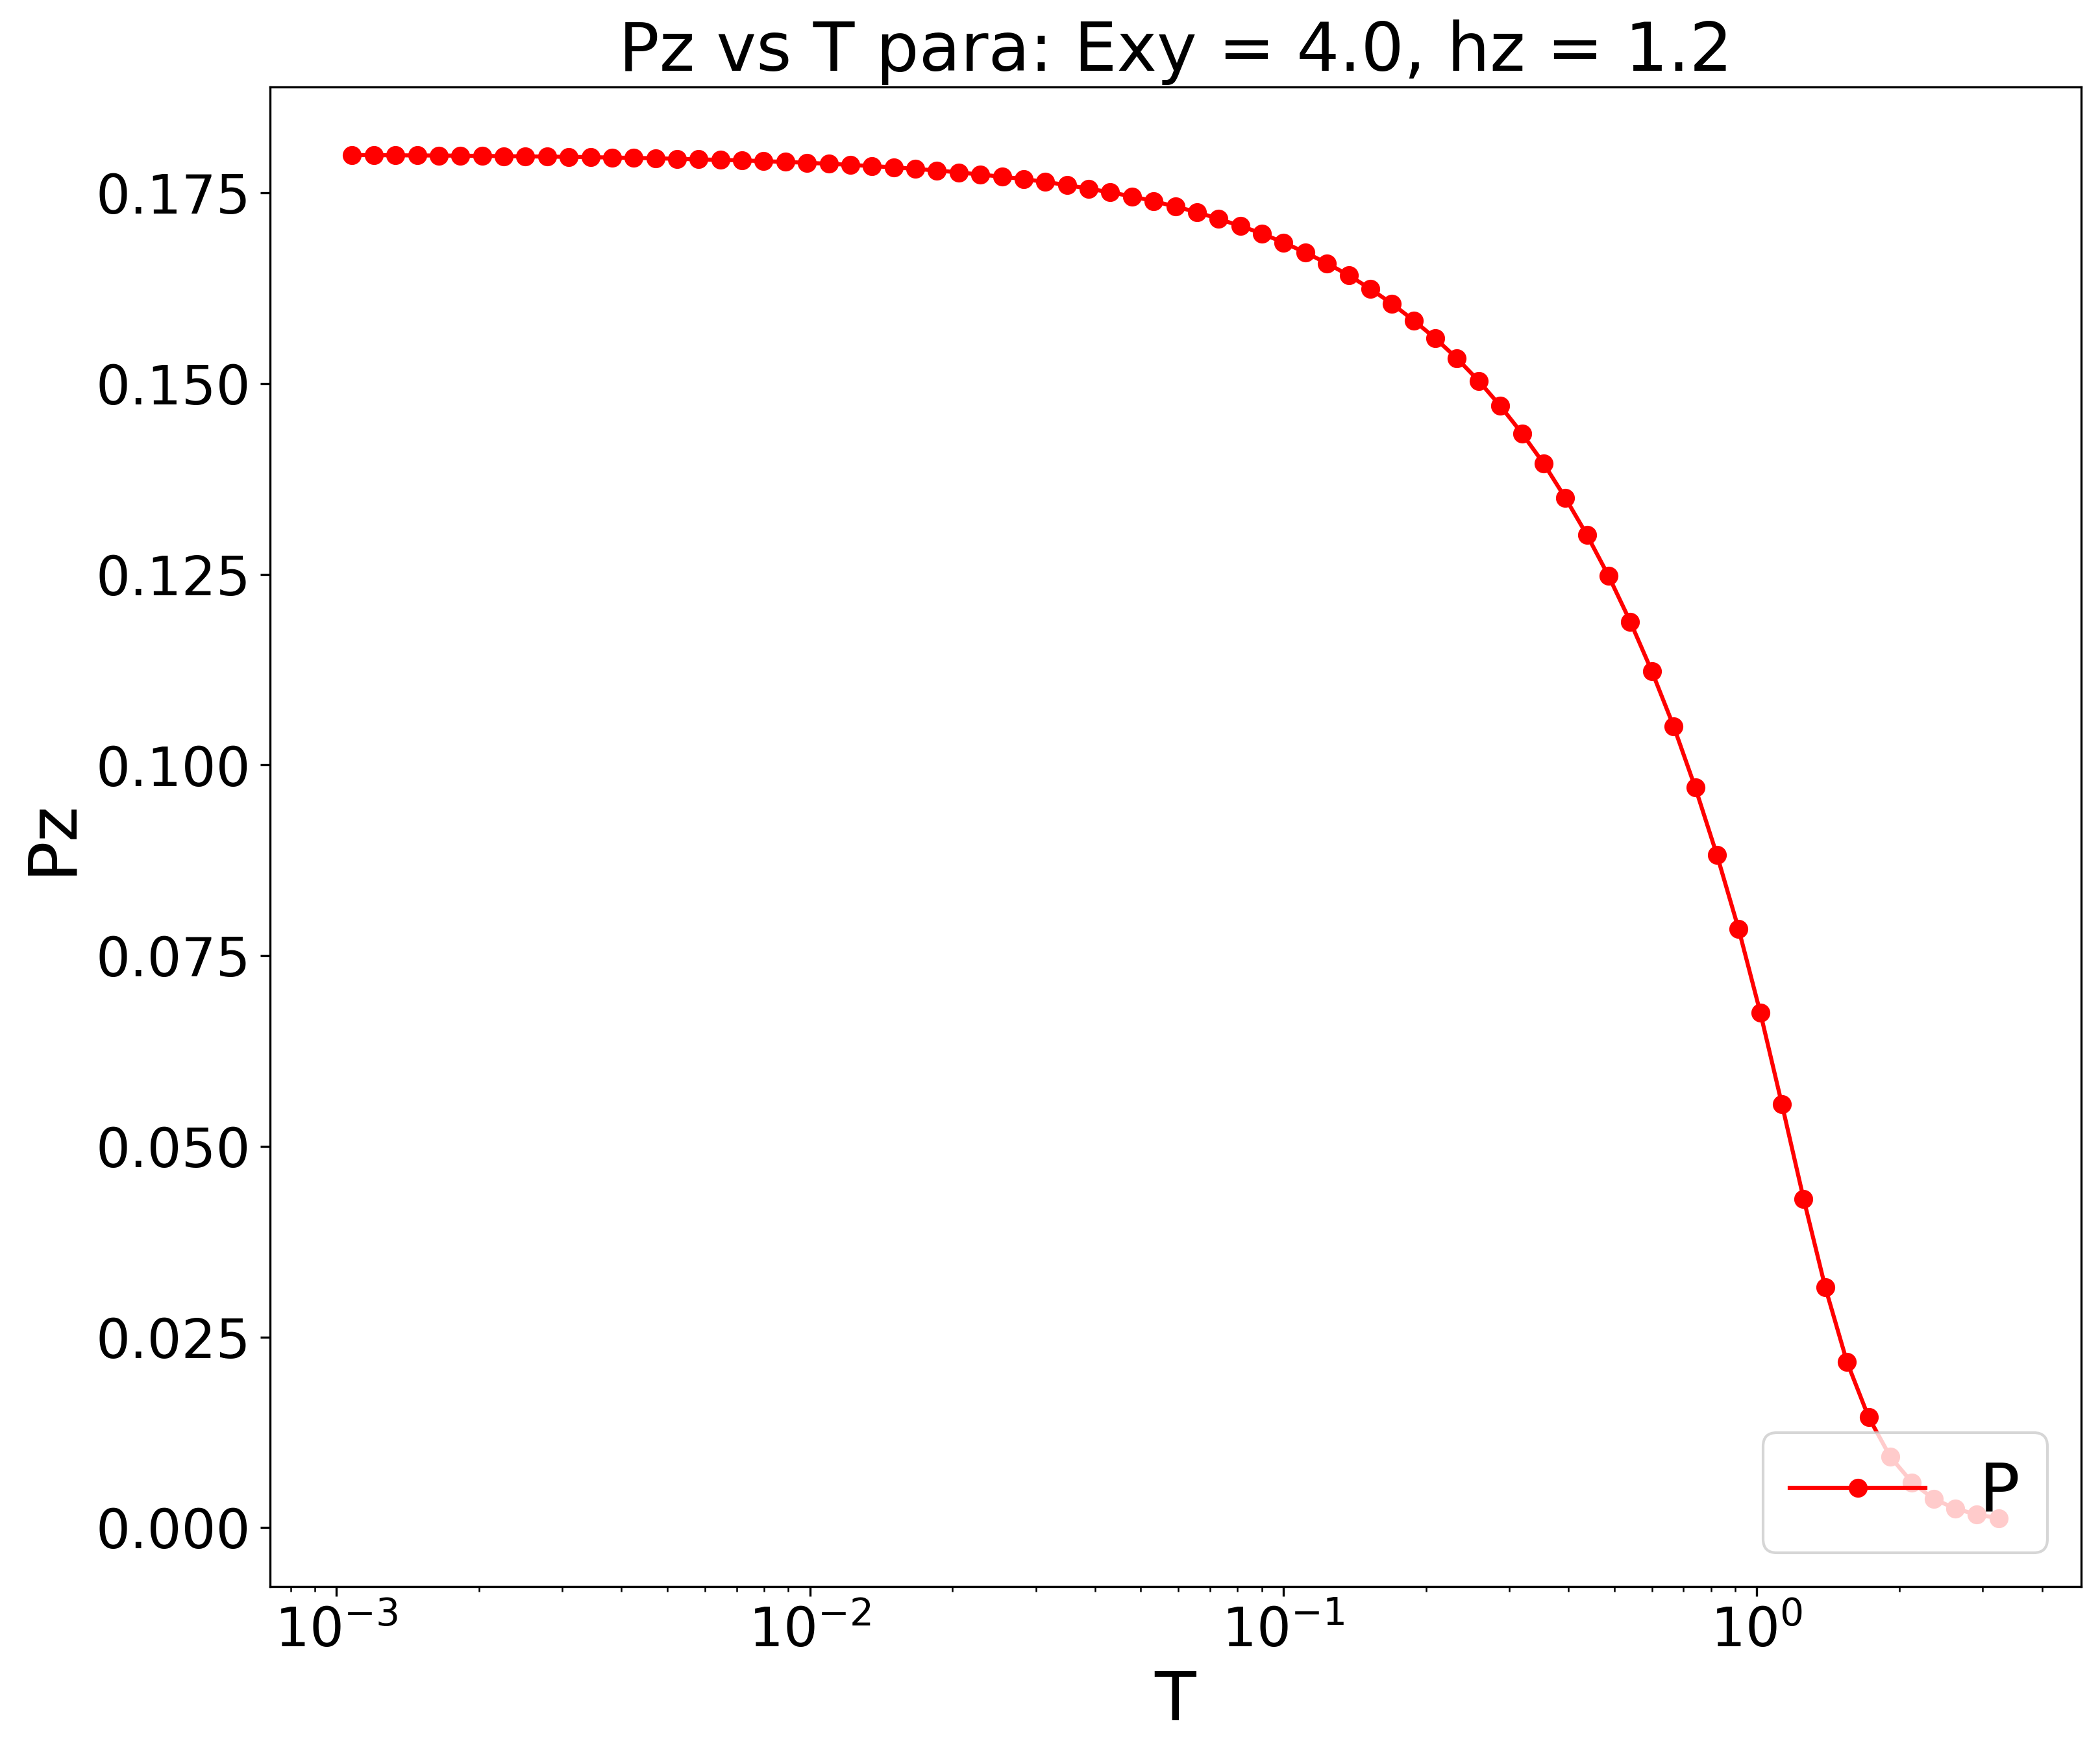 Pz vs T para: Exy = 4.0, hz = 1.2
0.175
0.150
0.125
0.100
0.075
0.050
0.025
0.000
Pz
P
10⁻³ 10⁻² 10⁻¹ 10⁰
T